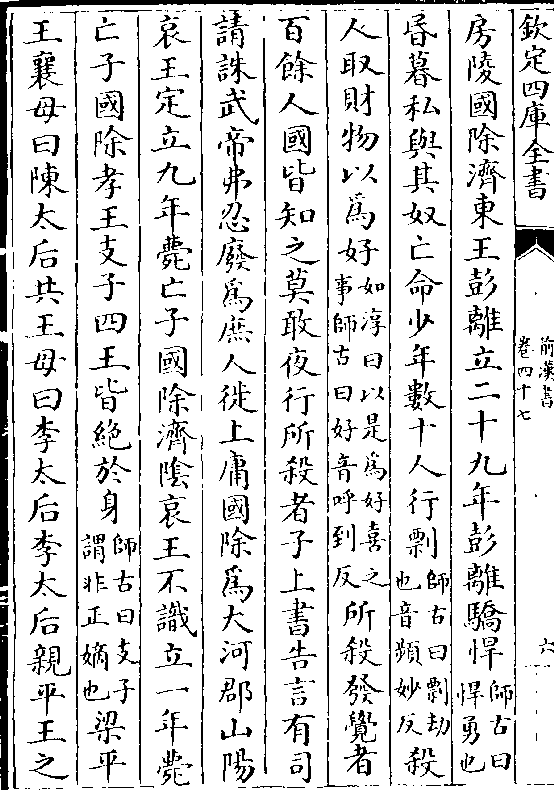 欽定四庫全書
前漢書
卷四十七
六
房陵國除濟東王彭離立二十九年彭離驕悍師古曰悍勇也
昏暮私與其奴亡命少年數十人行剽師古曰剽劫也音頻妙反殺
人取財物以為好如淳曰以是為好喜之事師古曰好音呼到反所殺發覺者
百餘人國皆知之莫敢夜行所殺者子上書告言有司
請誅武帝弗忍廢為庶人徙上庸國除為大河郡山陽
哀王定立九年薨亡子國除濟隂哀王不識立一年薨
亡子國除孝王支子四王皆絶於身師古曰支子謂非正嫡也梁平
王襄母曰陳太后共王母曰李太后李太后親平王之